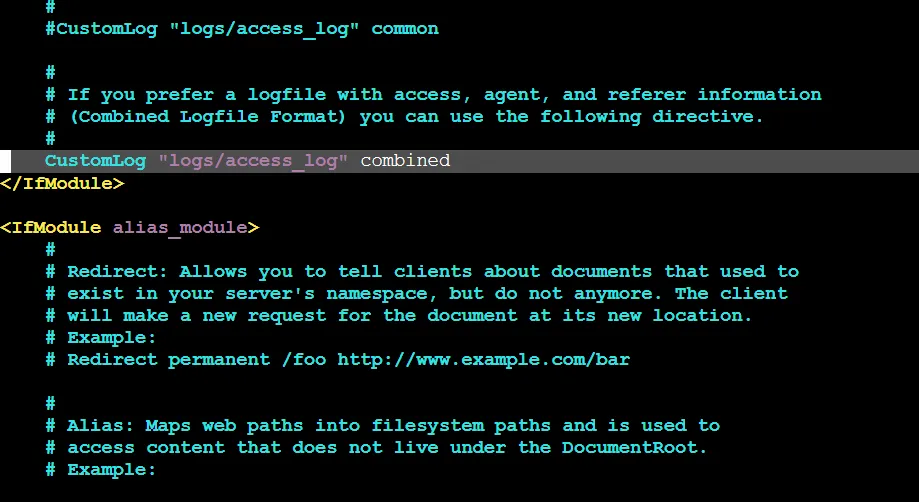 #
#CustomLog "logs/access_log" common
#
# If you prefer a logfile with access, agent, and referer information
# (Combined Logfile Format) you can use the following directive.
#
CustomLog "logs/access_log" combined
</IfModule>
<IfModule alias_module>
#
# Redirect: Allows you to tell clients about documents that used to
# exist in your server's namespace, but do not anymore. The client
# will make a new request for the document at its new location.
# Example:
# Redirect permanent /foo http://www.example.com/bar
#
# Alias: Maps web paths into filesystem paths and is used to
# access content that does not live under the DocumentRoot.
# Example: